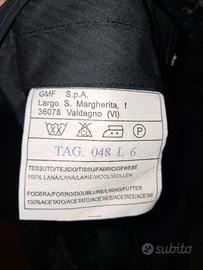 GMF S.p.A.
Largo S. Margherita, 1
36078 Valdagno (VI)
P
TAG. 048 L 6
TESSUTO/TEJIDO/TISSU/FABRIC/GEWEBE
100% LANA/LANA/LAINE/WOOL/WOLLEN
FODERA/FORRO/DOUBLURE/LINING/FUTTER
100%ACETATO/ACETATO/ACETATE/ACETATE/ACETAT
subito